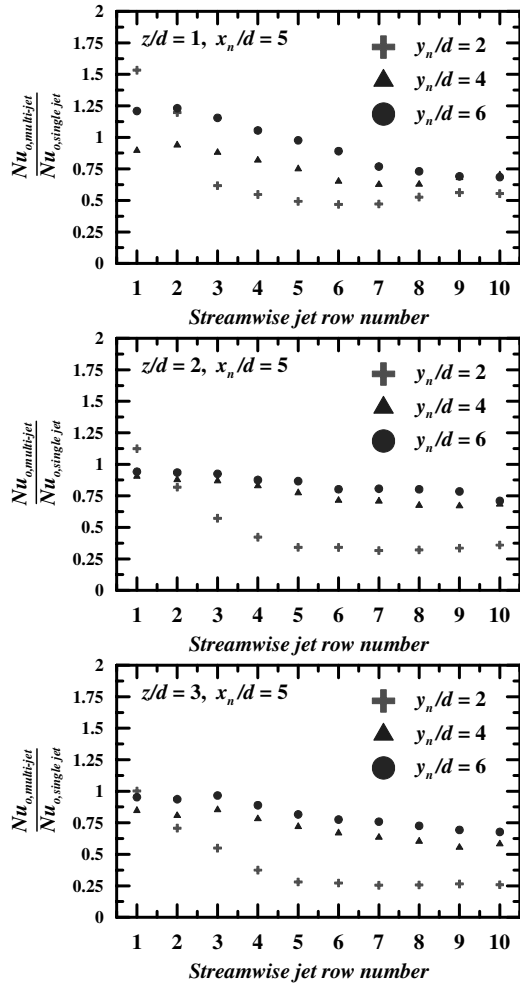 z/d = 1, x_n/d = 5
y_n/d = 2
y_n/d = 4
y_n/d = 6
Nu_{o,multi-jet}
Nu_{o,single jet}
2
1.75
1.5
1.25
1
0.75
0.5
0.25
0
1 2 3 4 5 6 7 8 9 10
Streamwise jet row number
z/d = 2, x_n/d = 5
y_n/d = 2
y_n/d = 4
y_n/d = 6
Nu_{o,multi-jet}
Nu_{o,single jet}
2
1.75
1.5
1.25
1
0.75
0.5
0.25
0
1 2 3 4 5 6 7 8 9 10
Streamwise jet row number
z/d = 3, x_n/d = 5
y_n/d = 2
y_n/d = 4
y_n/d = 6
Nu_{o,multi-jet}
Nu_{o,single jet}
2
1.75
1.5
1.25
1
0.75
0.5
0.25
0
1 2 3 4 5 6 7 8 9 10
Streamwise jet row number